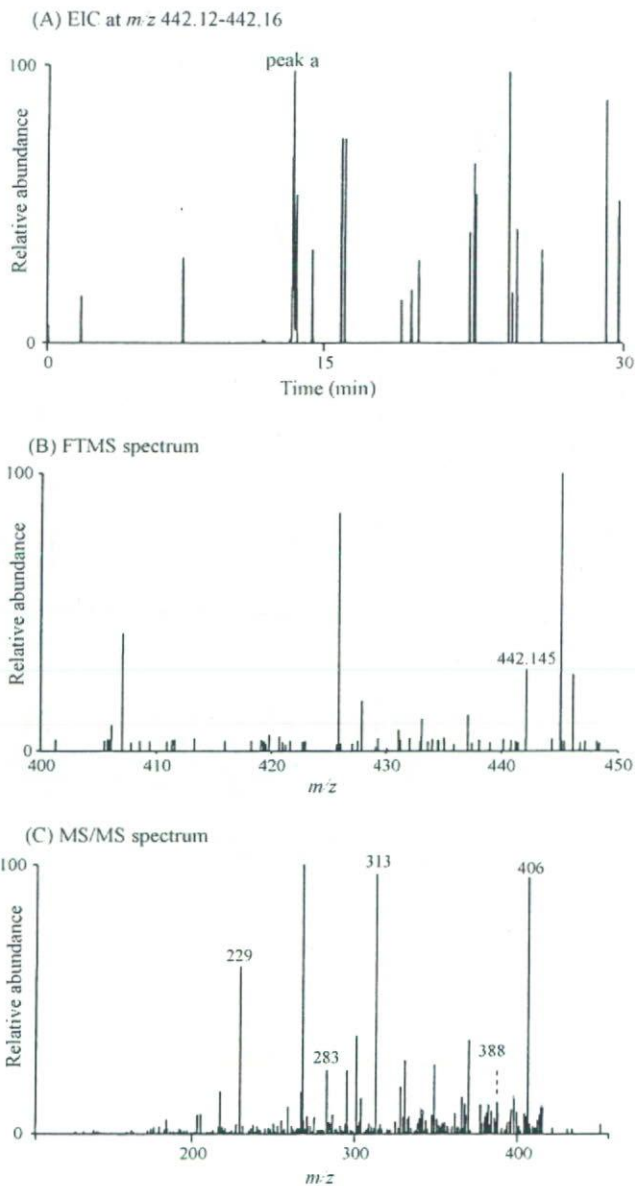 (A) EIC at m/z 442.12-442.16
peak a
100
Relative abundance
0
0 15 30
Time (min)
(B) FTMS spectrum
100
Relative abundance
442.145
0
400 410 420 430 440 450
m/z
(C) MS/MS spectrum
100
313
406
229
Relative abundance
283
388
0
200 300 400
m/z